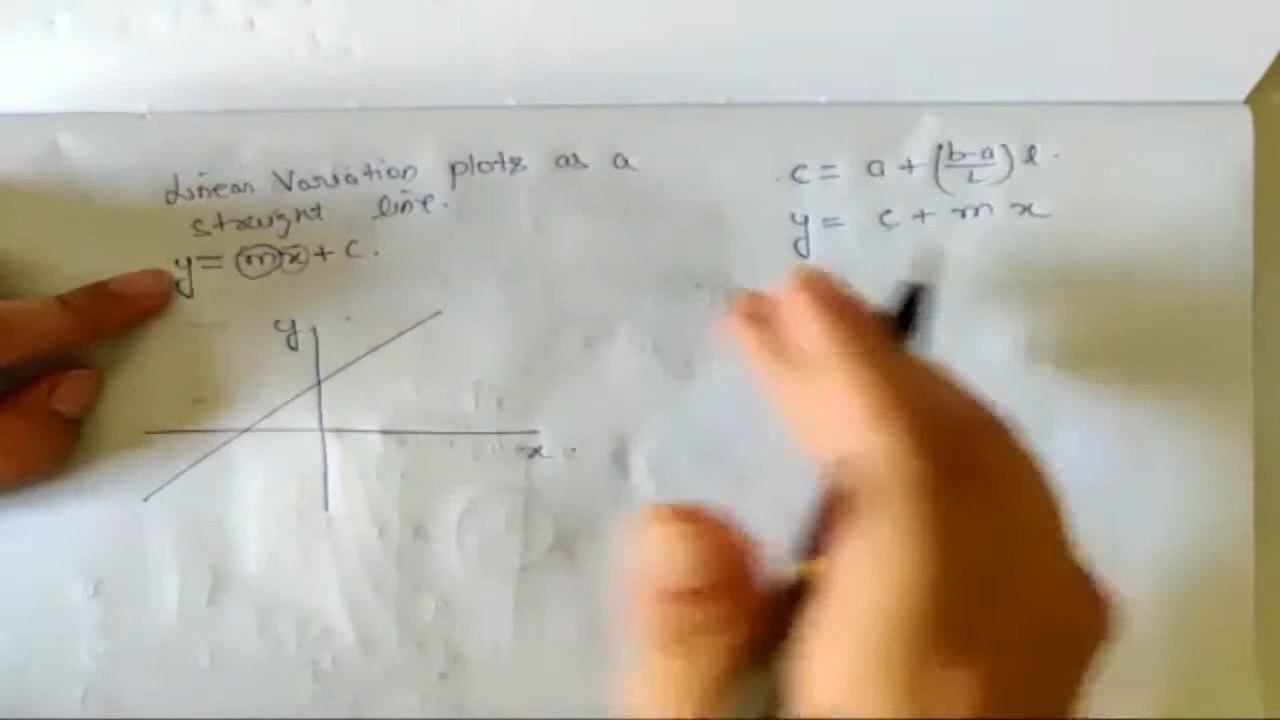 Linear Variation plots as a
straight line.
y = mx + c.
y
x
c = a + (b-a/L) l.
y = c + m x